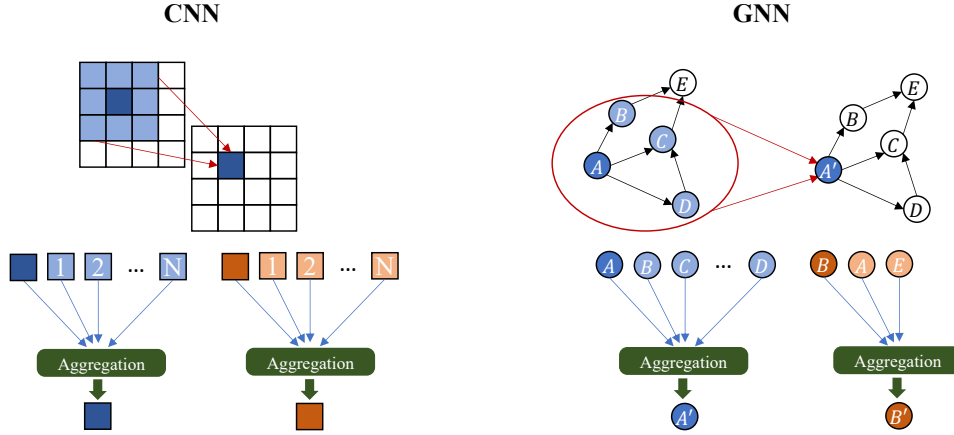 CNN
GNN
E
B
C
A
D
E
B
C
A'
D
1 2 ... N
1 2 ... N
A B C ... D
B A E
Aggregation
Aggregation
Aggregation
Aggregation
A'
B'